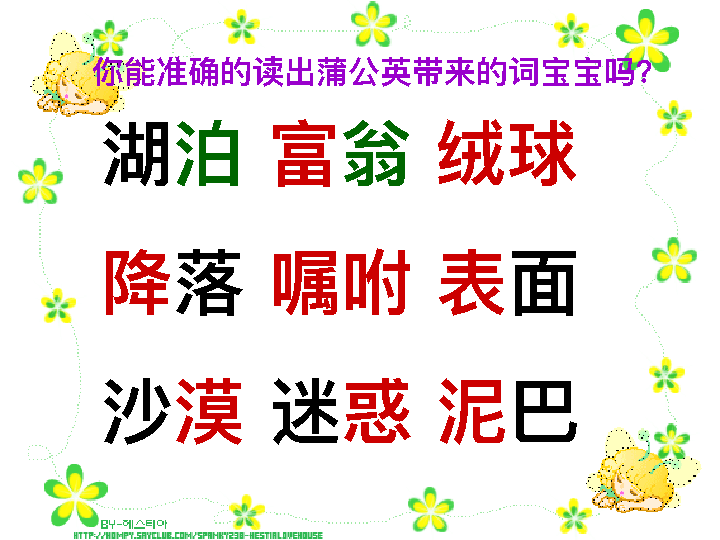 你能准确的读出蒲公英带来的词宝宝吗?
湖泊 富翁 绒球
降落 嘱咐 表面
沙漠 迷惑 泥巴
BY-헤스티아
HTTP://HOMPY.SAYCLUB.COM/SPANKY230-HESTIALOVEHOUSE